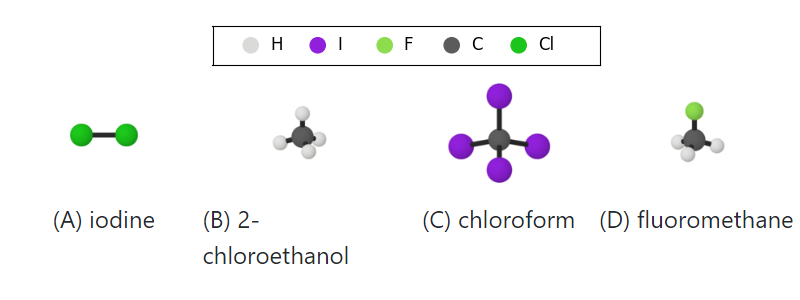 H I F C Cl
(A) iodine (B) 2- (C) chloroform (D) fluoromethane
chloroethanol